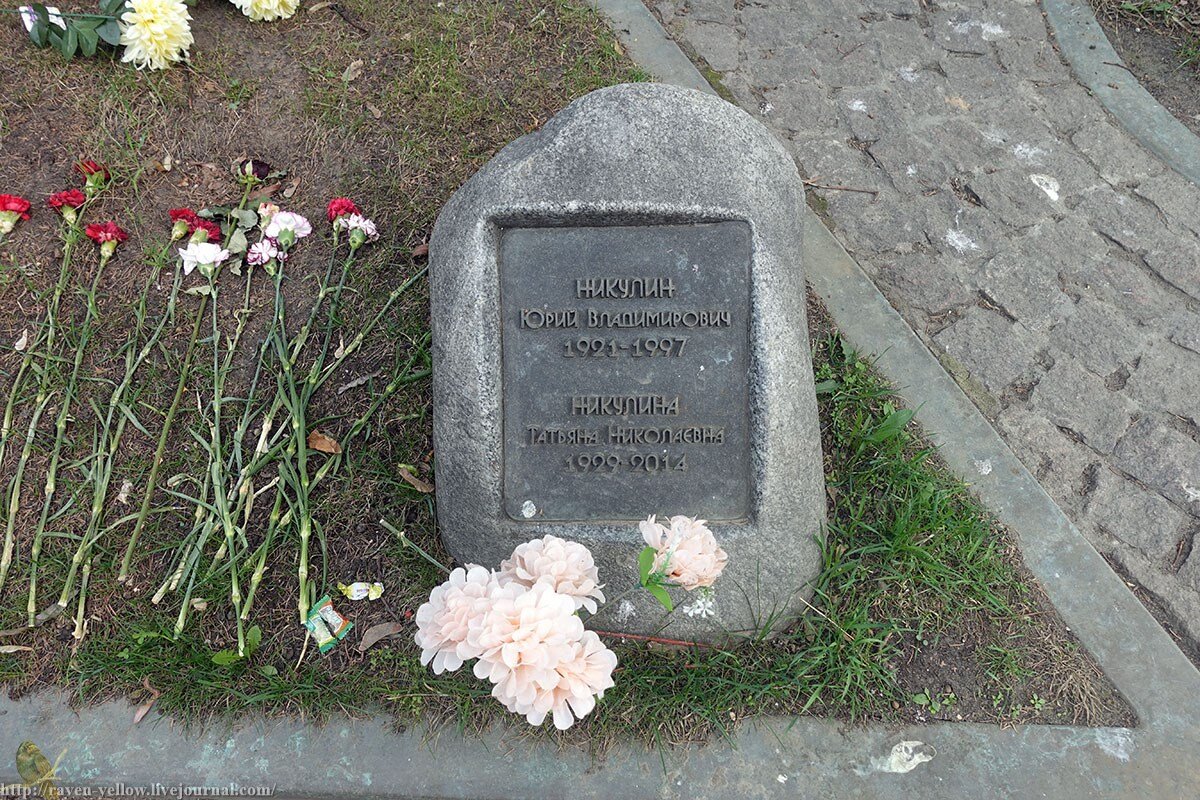 НИКУЛИН
Юрий Владимирович
1921-1997
НИКУЛИНА
Татьяна Николаевна
1929-2014
http://raven-yellow.livejournal.com/